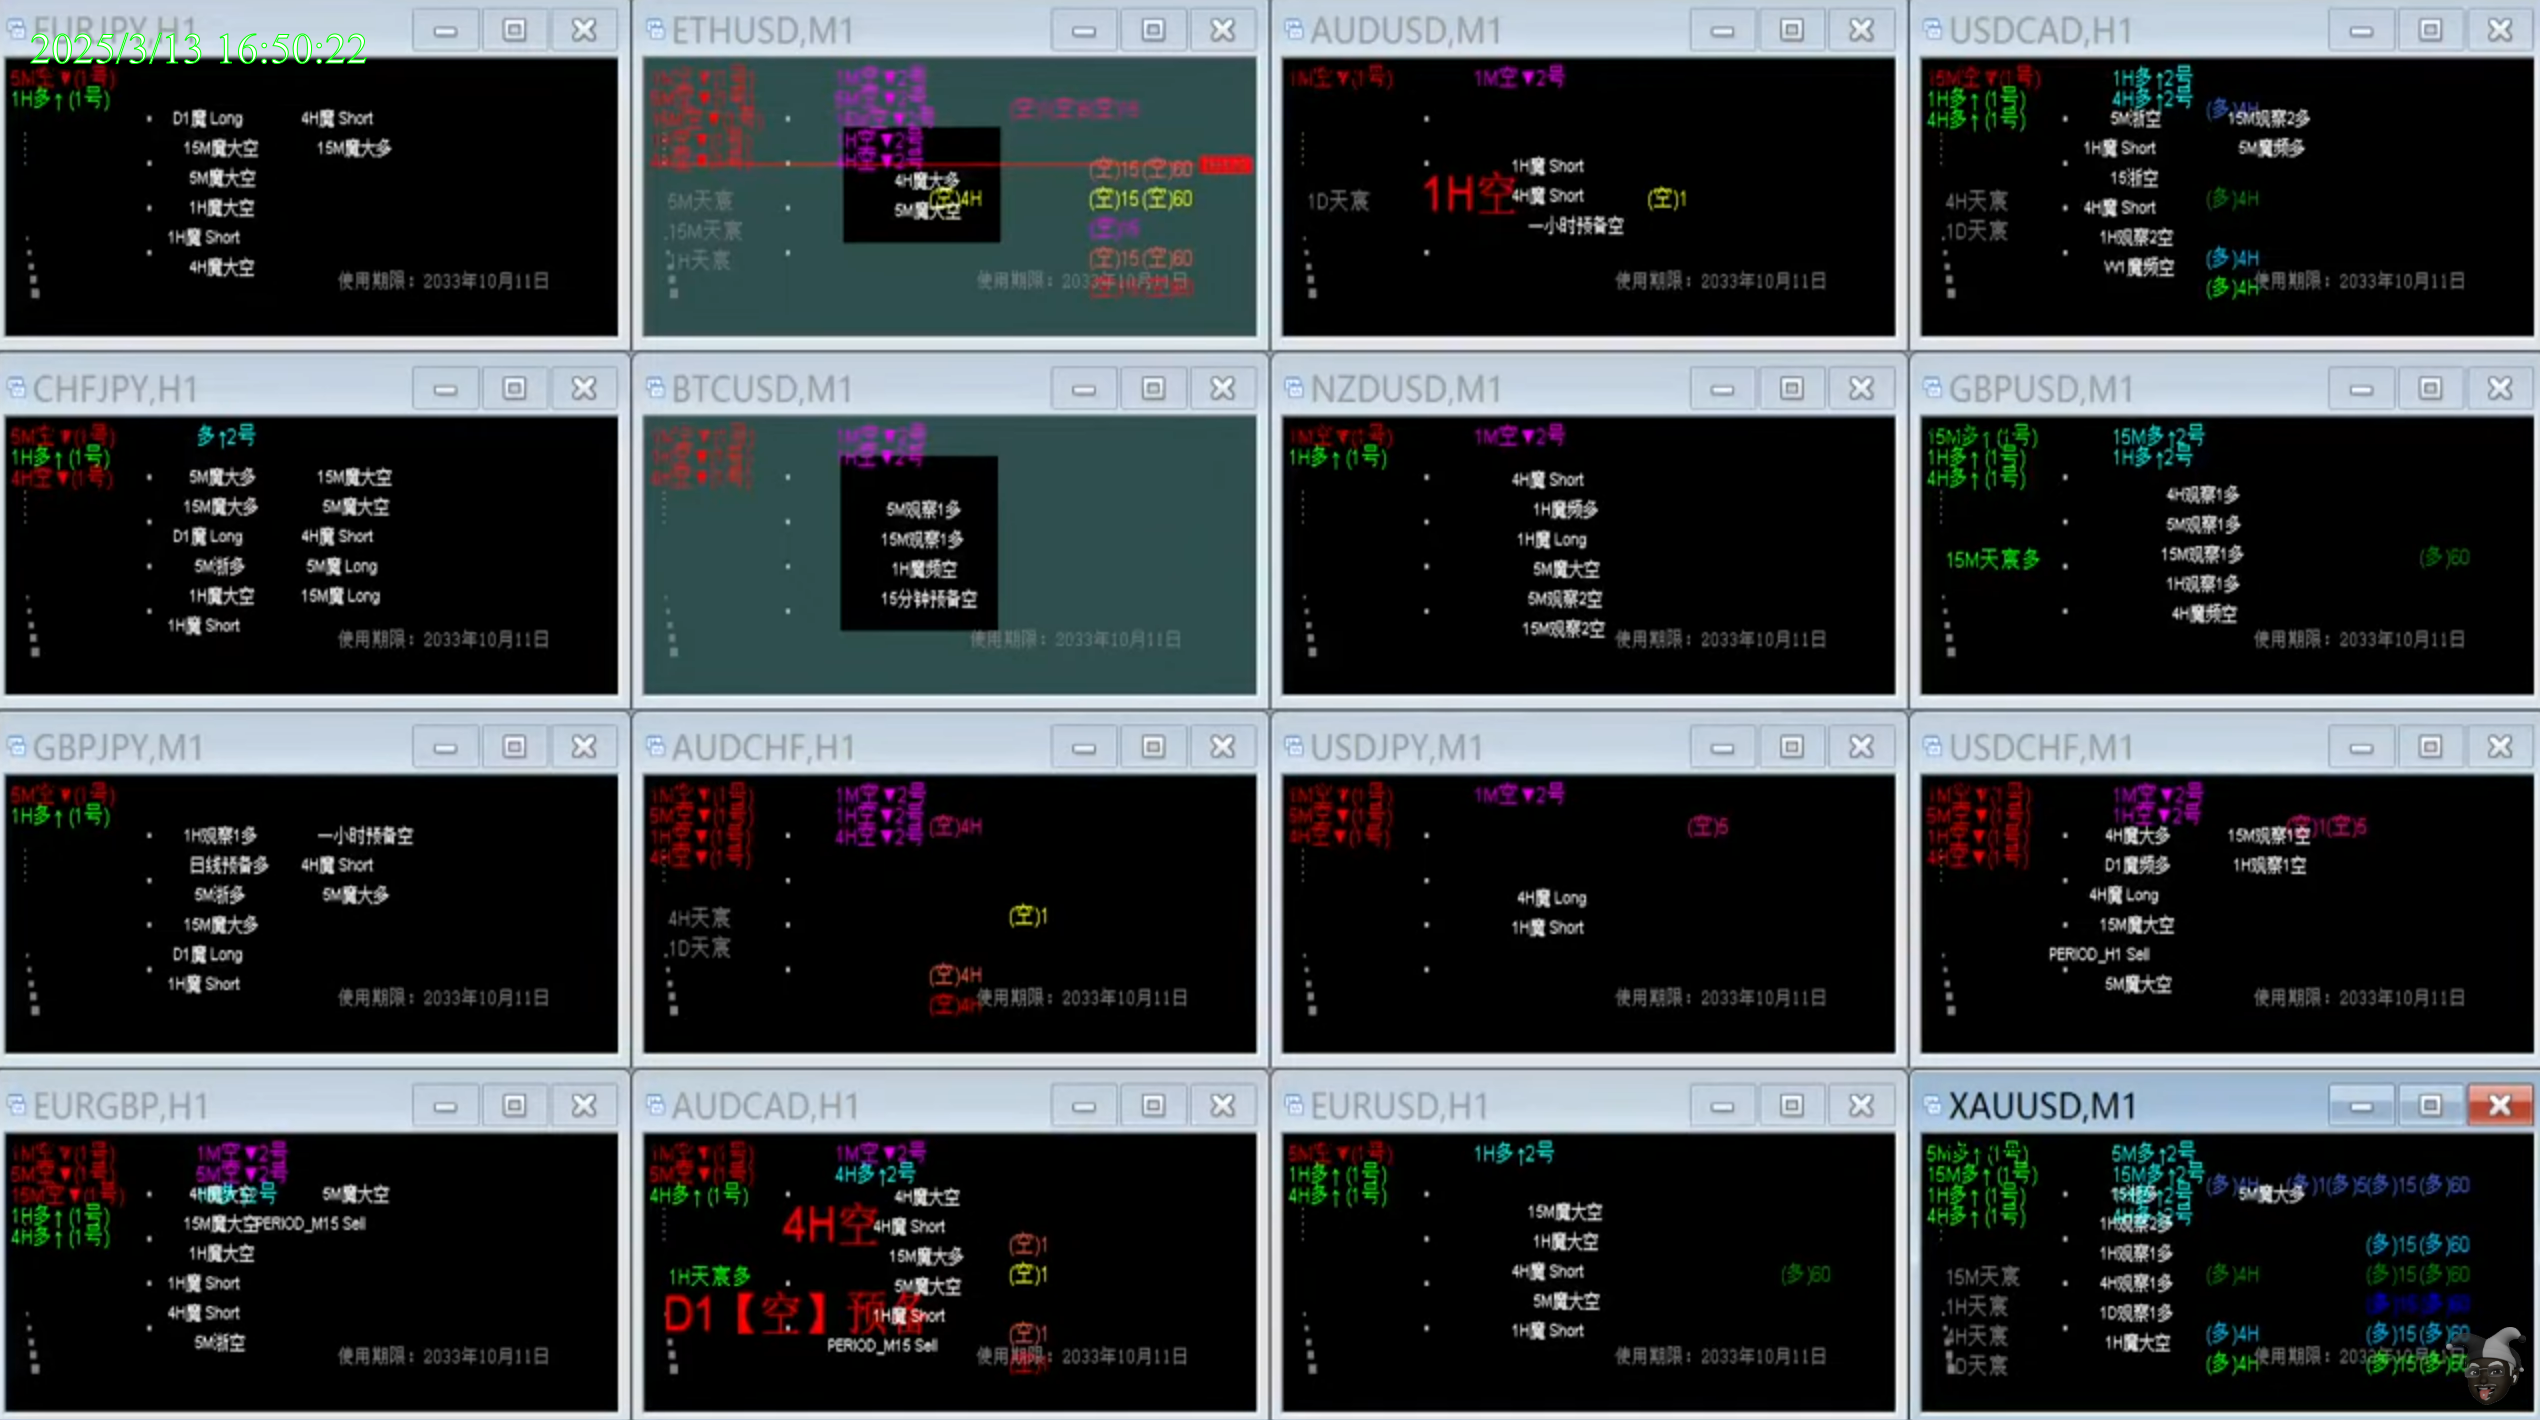 EURJPY,H1
2025/3/13 16:50:22
5M空▼(1号)
1H多↑(1号)
D1魔 Long 4H魔 Short
15M魔大空 15M魔大多
5M魔大空
1H魔大空
1H魔 Short
4H魔大空
使用期限：2033年10月11日
ETHUSD,M1
1M空▼2号
5M空▼2号
1H空▼2号
4H空▼2号
(空)15(空)60
4H魔大多
(空)4H
(空)15(空)60
5M天宸
5M魔大空
(空)15
15M天宸
1H天宸
(空)15(空)60
使用期限：2033年10月11日
AUDUSD,M1
1M空▼(1号) 1M空▼2号
1H魔 Short
1H空
4H魔 Short
(空)1
1D天宸
一小时预备空
使用期限：2033年10月11日
USDCAD,H1
15M空▼(1号) 1H多↑2号
1H多↑(1号) 4H多↑2号
4H多↑(1号)
(多)4H
5M浙空 15M观察2多
1H魔 Short 5M魔频多
15浙空
4H天宸
4H魔 Short
(多)4H
1D天宸
1H观察2空
W1魔频空
(多)4H
(多)4H
使用期限：2033年10月11日
CHFJPY,H1
5M空▼(1号) 多↑2号
1H多↑(1号)
4H空▼(1号)
5M魔大多 15M魔大空
15M魔大多 5M魔大空
D1魔 Long 4H魔 Short
5M浙多 5M魔 Long
1H魔大空 15M魔 Long
1H魔 Short
使用期限：2033年10月11日
BTCUSD,M1
1M空▼2号
1H空▼2号
5M观察1多
15M观察1多
1H魔频空
15分钟预备空
使用期限：2033年10月11日
NZDUSD,M1
1M空▼(1号) 1M空▼2号
1H多↑(1号)
4H魔 Short
1H魔频多
1H魔 Long
5M魔大空
5M观察2空
15M观察2空
使用期限：2033年10月11日
GBPUSD,M1
15M多↑(1号) 15M多↑2号
1H多↑(1号) 1H多↑2号
4H多↑(1号)
4H观察1多
5M观察1多
15M观察1多
15M天宸多
(多)60
1H观察1多
4H魔频空
使用期限：2033年10月11日
GBPJPY,M1
5M空▼(1号)
1H多↑(1号)
1H观察1多 一小时预备空
日线预备多 4H魔 Short
5M浙多 5M魔大多
15M魔大多
D1魔 Long
1H魔 Short
使用期限：2033年10月11日
AUDCHF,H1
1M空▼(1号) 1M空▼2号
5M空▼(1号) 1H空▼2号
1H空▼(1号) 4H空▼2号
4H空▼(1号)
(空)4H
4H天宸
(空)1
1D天宸
(空)4H
(空)4H
使用期限：2033年10月11日
USDJPY,M1
1M空▼(1号) 1M空▼2号
5M空▼(1号)
4H空▼(1号)
(空)5
4H魔 Long
1H魔 Short
使用期限：2033年10月11日
USDCHF,M1
1M空▼(1号) 1M空▼2号
5M空▼(1号) 1H空▼2号
1H空▼(1号)
4H空▼(1号)
(空)1(空)5
4H魔大多 15M观察1空
D1魔频多 1H观察1空
4H魔 Long
15M魔大空
PERIOD_H1 Sell
5M魔大空
使用期限：2033年10月11日
EURGBP,H1
1M空▼(1号) 1M空▼2号
5M空▼(1号) 5M空▼2号
15M空▼(1号)
1H多↑(1号)
4H多↑(1号)
4H魔大空 5M魔大空
15M魔大空 PERIOD_M15 Sell
1H魔大空
1H魔 Short
4H魔 Short
5M浙空
使用期限：2033年10月11日
AUDCAD,H1
1M空▼(1号) 1M空▼2号
5M空▼(1号) 4H多↑2号
4H多↑(1号)
4H魔大空
4H空
4H魔 Short
15M魔大多
(空)1
1H天宸多
5M魔大空
(空)1
D1【空】预备
1H魔 Short
PERIOD_M15 Sell
(空)1
使用期限：2033年10月11日
EURUSD,H1
5M空▼(1号) 1H多↑2号
1H多↑(1号)
4H多↑(1号)
15M魔大空
1H魔大空
4H魔 Short
(多)60
5M魔大空
1H魔 Short
使用期限：2033年10月11日
XAUUSD,M1
5M多↑(1号) 5M多↑2号
15M多↑(1号) 15M多↑2号
1H多↑(1号)
4H多↑(1号)
(多)4H (多)1(多)5(多)15(多)60
5M魔大多
1H观察2多
1H观察1多
(多)15(多)60
15M天宸
4H观察1多
(多)4H (多)15(多)60
1H天宸
1D观察1多
4H天宸
1H魔大空
(多)4H (多)15(多)60
1D天宸
(多)4H